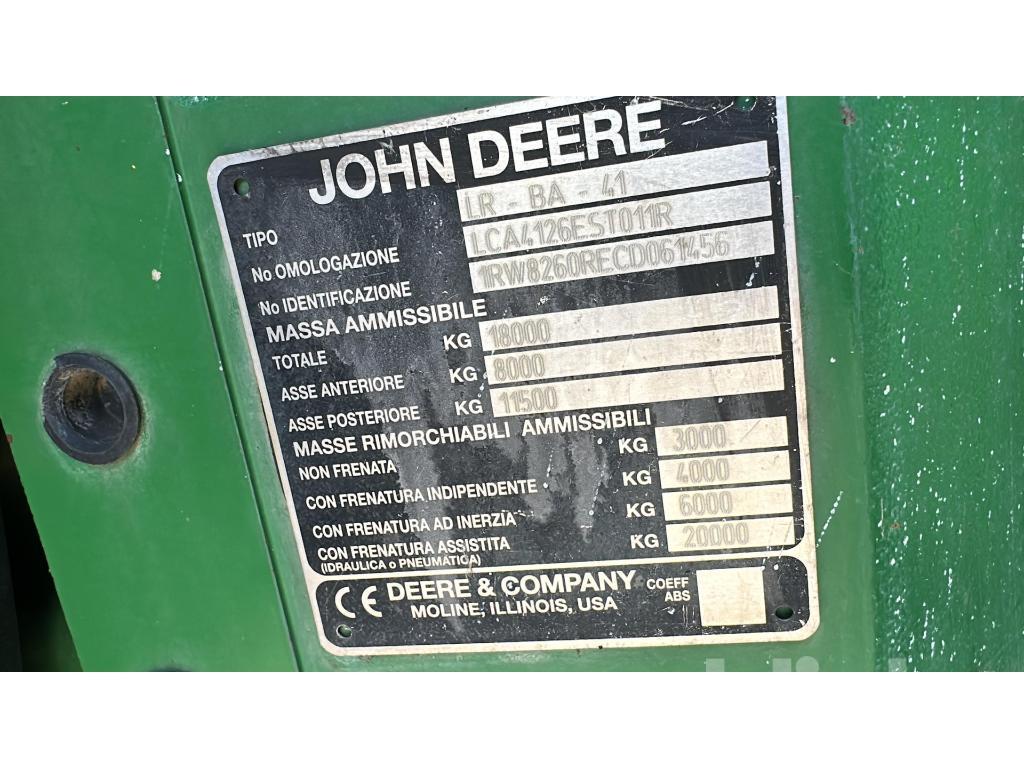 JOHN DEERE
TIPO LR - BA - 41
No OMOLOGAZIONE LCA4126EST011R
No IDENTIFICAZIONE 1RW8260RECD061456
MASSA AMMISSIBILE
TOTALE KG 18000
ASSE ANTERIORE KG 8000
ASSE POSTERIORE KG 11500
MASSE RIMORCHIABILI AMMISSIBILI
NON FRENATA KG 3000
CON FRENATURA INDIPENDENTE KG 4000
CON FRENATURA AD INERZIA KG 6000
CON FRENATURA ASSISTITA KG 20000
(IDRAULICA o PNEUMATICA)
CE DEERE & COMPANY COEFF
MOLINE, ILLINOIS, USA ABS